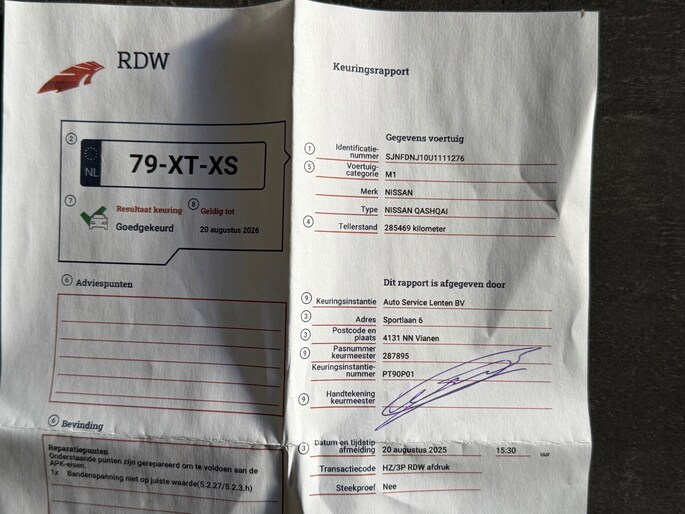 RDW
Keuringsrapport
2
NL
79-XT-XS
7 Resultaat keuring
Goedgekeurd
8 Geldig tot
20 augustus 2026
6 Adviespunten
6 Bevinding
Reparatiepunten
Onderstaande punten zijn gerepareerd om te voldoen aan de
APK-eisen.
1x Bandenspanning niet op juiste waarde(5.2.27/5.2.3.h)
Gegevens voertuig
1 Identificatie-
nummer SJNFDNJ10U1111276
5 Voertuig-
categorie M1
Merk NISSAN
Type NISSAN QASHQAI
4 Tellerstand 285469 kilometer
Dit rapport is afgegeven door
9 Keuringsinstantie Auto Service Lenten BV
3 Adres Sportlaan 6
3 Postcode en
plaats 4131 NN Vianen
9 Pasnummer
keurmeester 287895
Keuringsinstantie-
nummer PT90P01
9 Handtekening
keurmeester
3 Datum en tijdstip
afmelding 20 augustus 2025 15:30 uur
Transactiecode HZ/3P RDW afdruk
Steekproef Nee